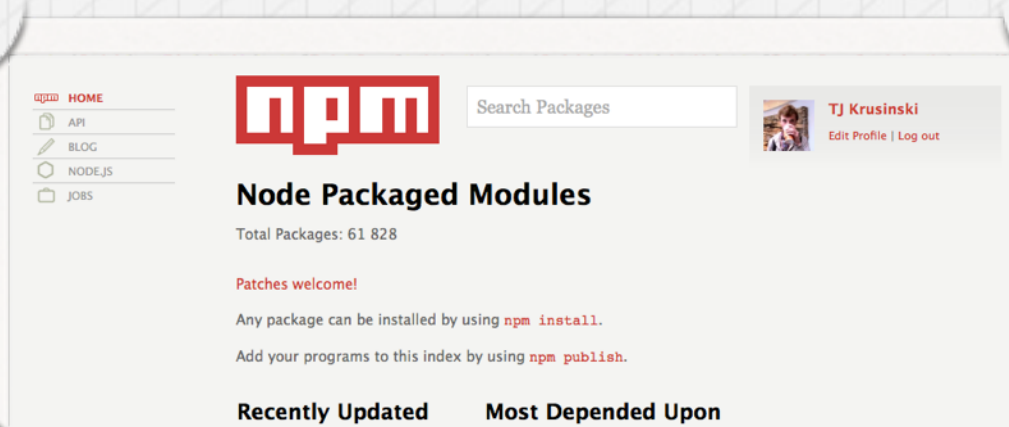 npm HOME
API
BLOG
NODE.JS
JOBS
npm
Search Packages
TJ Krusinski
Edit Profile | Log out
Node Packaged Modules
Total Packages: 61 828
Patches welcome!
Any package can be installed by using npm install.
Add your programs to this index by using npm publish.
Recently Updated
Most Depended Upon